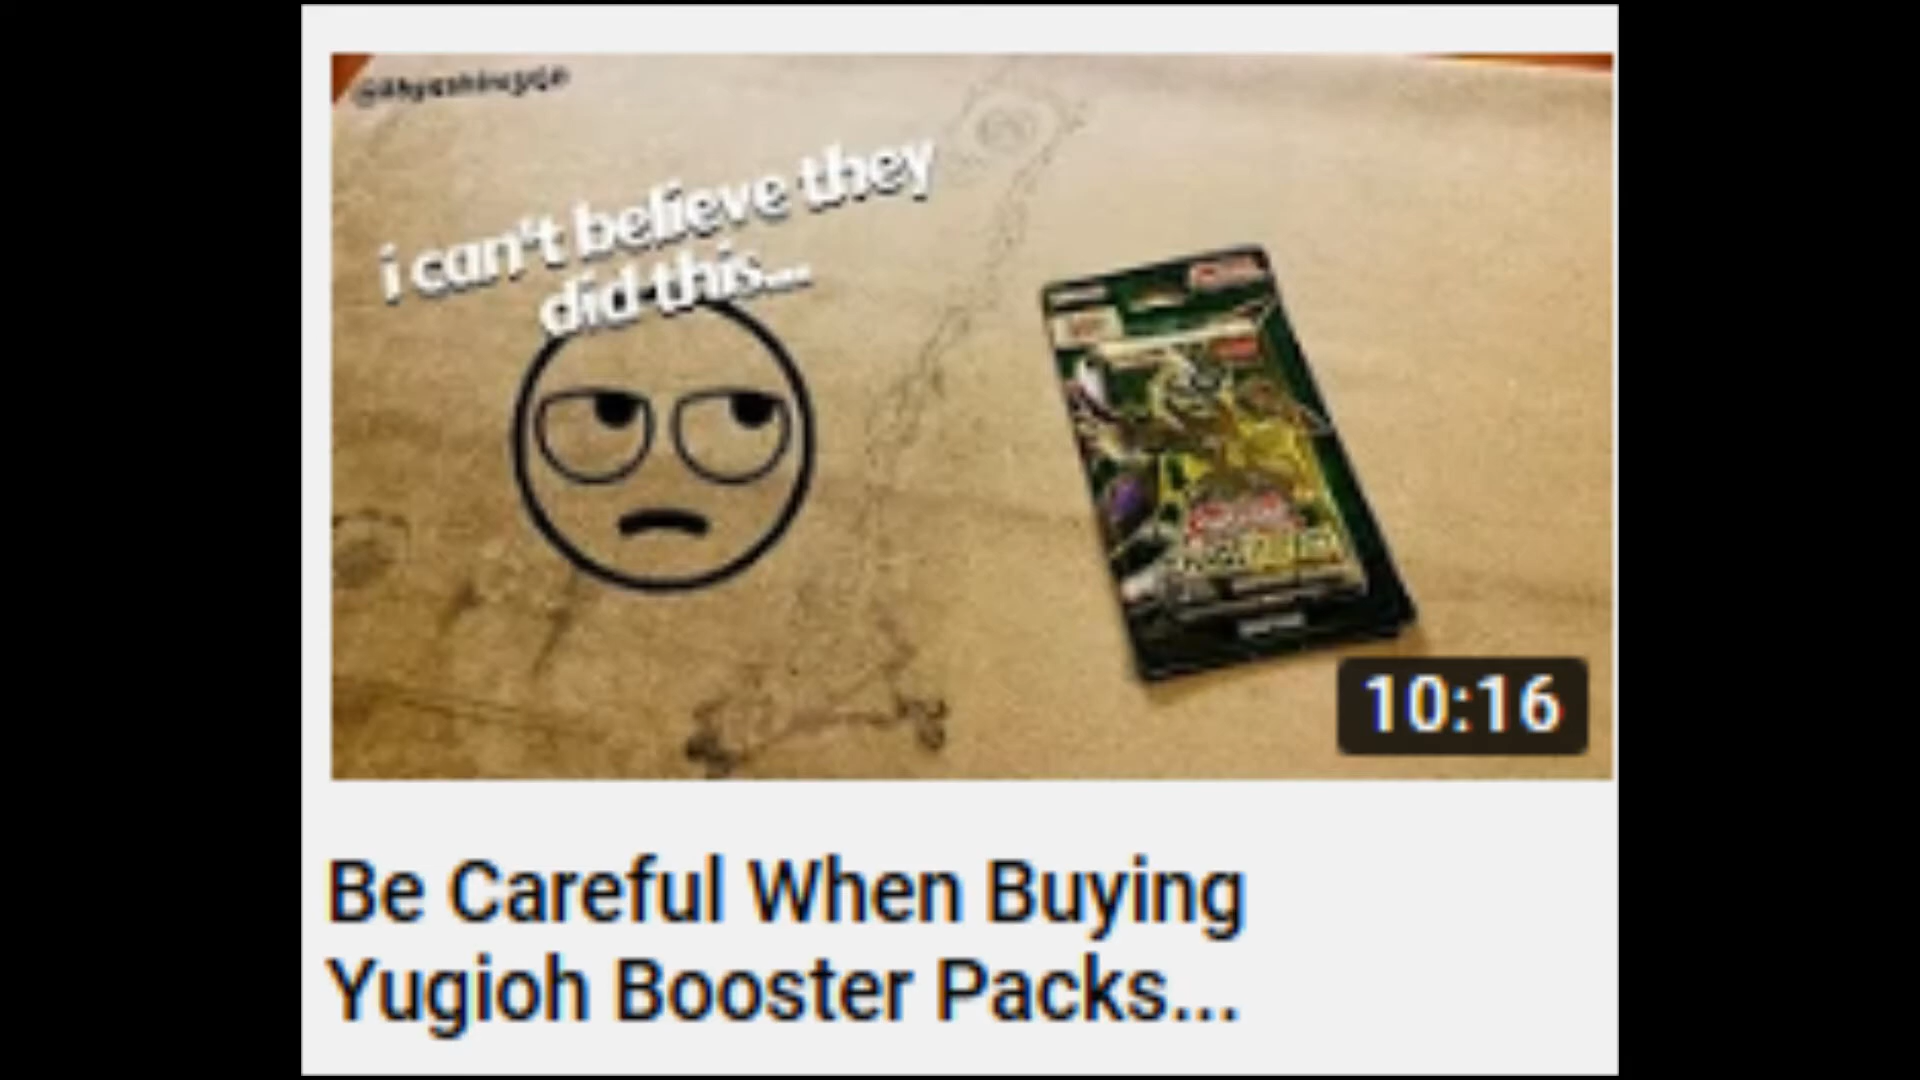 i can't believe they
did this...
10:16
Be Careful When Buying
Yugioh Booster Packs...